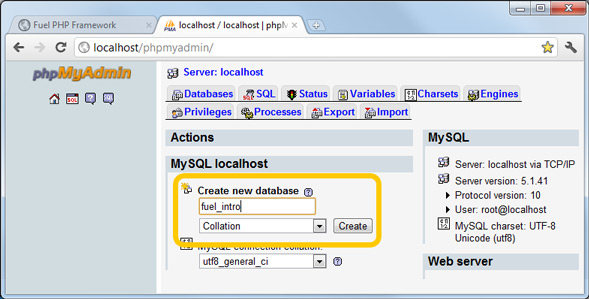 Fuel PHP Framework
localhost / localhost | phpM
localhost/phpmyadmin/
phpMyAdmin
SQL
Server: localhost
Databases SQL Status Variables Charsets Engines
Privileges Processes Export Import
Actions
MySQL localhost
Create new database
fuel_intro
Collation Create
MySQL connection collation:
utf8_general_ci
MySQL
Server: localhost via TCP/IP
Server version: 5.1.41
Protocol version: 10
User: root@localhost
MySQL charset: UTF-8
Unicode (utf8)
Web server